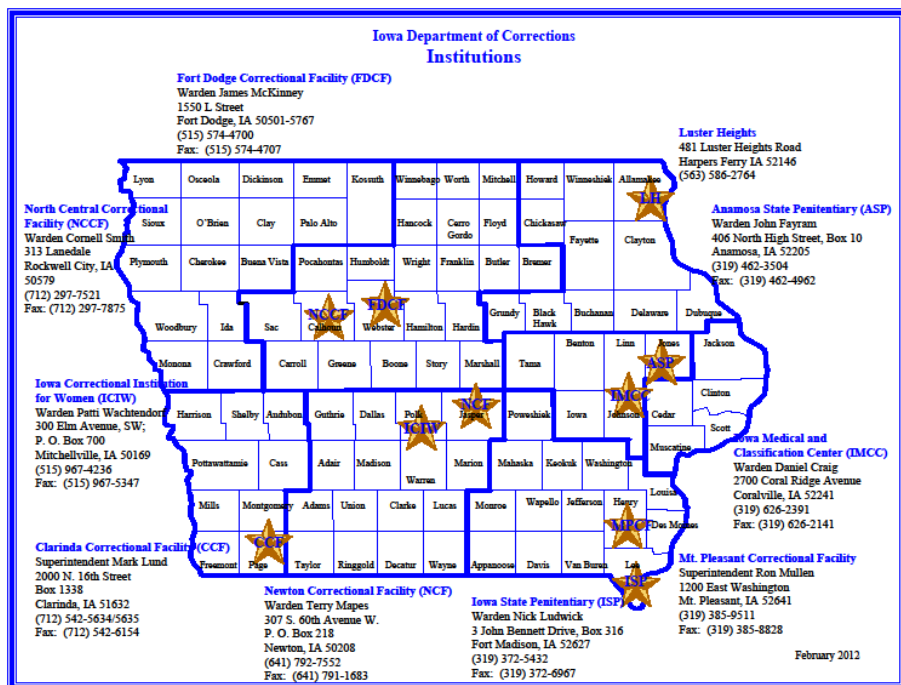 Iowa Department of Corrections
Institutions
Fort Dodge Correctional Facility (FDCF)
Warden James McKinney
1550 L Street
Fort Dodge, IA 50501-5767
(515) 574-4700
Fax: (515) 574-4707
Luster Heights
481 Luster Heights Road
Harpers Ferry IA 52146
(563) 586-2764
North Central Correctional
Facility (NCCF)
Warden Cornell Smith
313 Lanedale
Rockwell City, IA
50579
(712) 297-7521
Fax: (712) 297-7875
Anamosa State Penitentiary (ASP)
Warden John Fayram
406 North High Street, Box 10
Anamosa, IA 52205
(319) 462-3504
Fax: (319) 462-4962
Lyon Osceola Dickinson Emmet Kossuth Winnebago Worth Mitchell Howard Winneshiek Allamakee
LH
Sioux O'Brien Clay Palo Alto Hancock Cerro Gordo Floyd Chickasaw
Fayette Clayton
Plymouth Cherokee Buena Vista Pocahontas Humboldt Wright Franklin Butler Bremer
NCCF FDCF
Woodbury Ida Sac Calhoun Webster Hamilton Hardin Grundy Black Hawk Buchanan Delaware Dubuque
Monona Crawford Carroll Greene Boone Story Marshall Tama Benton Linn Jones Jackson
ASP
Clinton
NCF IMCC
Harrison Shelby Audubon Guthrie Dallas Polk Jasper Poweshiek Iowa Johnson Cedar
ICIW
Scott
Muscatine
Pottawattamie Cass Adair Madison Warren Marion Mahaska Keokuk Washington
Louisa
Mills Montgomery Adams Union Clarke Lucas Monroe Wapello Jefferson Henry
MPCF
Des Moines
CCF
Fremont Page Taylor Ringgold Decatur Wayne Appanoose Davis Van Buren Lee
ISP
Iowa Correctional Institution
for Women (ICIW)
Warden Patti Wachtendorf
300 Elm Avenue, SW;
P. O. Box 700
Mitchellville, IA 50169
(515) 967-4236
Fax: (515) 967-5347
Iowa Medical and
Classification Center (IMCC)
Warden Daniel Craig
2700 Coral Ridge Avenue
Coralville, IA 52241
(319) 626-2391
Fax: (319) 626-2141
Clarinda Correctional Facility (CCF)
Superintendent Mark Lund
2000 N. 16th Street
Box 1338
Clarinda, IA 51632
(712) 542-5634/5635
Fax: (712) 542-6154
Newton Correctional Facility (NCF)
Warden Terry Mapes
307 S. 60th Avenue W.
P. O. Box 218
Newton, IA 50208
(641) 792-7552
Fax: (641) 791-1683
Iowa State Penitentiary (ISP)
Warden Nick Ludwick
3 John Bennett Drive, Box 316
Fort Madison, IA 52627
(319) 372-5432
Fax: (319) 372-6967
Mt. Pleasant Correctional Facility
Superintendent Ron Mullen
1200 East Washington
Mt. Pleasant, IA 52641
(319) 385-9511
Fax: (319) 385-8828
February 2012